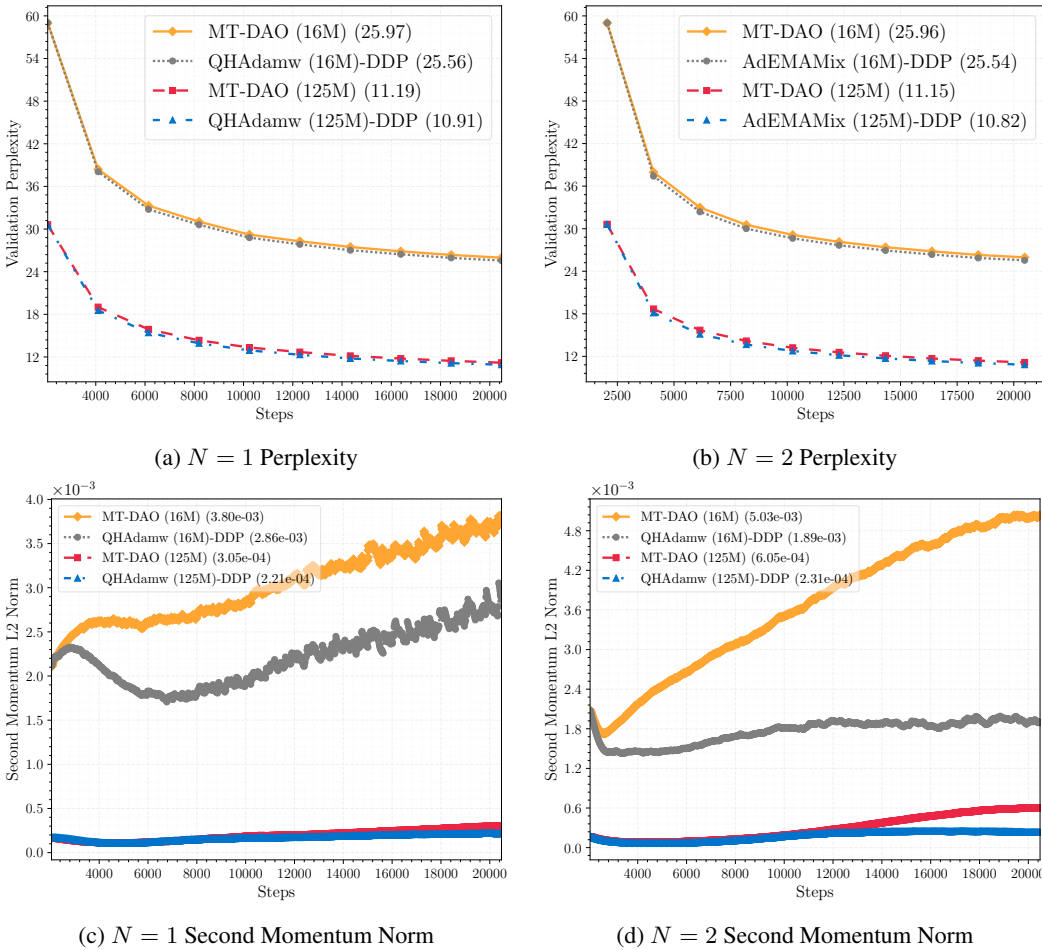 60
54
48
42
36
30
24
18
12
Validation Perplexity
MT-DAO (16M) (25.97)
QHAdamw (16M)-DDP (25.56)
MT-DAO (125M) (11.19)
QHAdamw (125M)-DDP (10.91)
4000 6000 8000 10000 12000 14000 16000 18000 20000
Steps
(a) N = 1 Perplexity
60
54
48
42
36
30
24
18
12
Validation Perplexity
MT-DAO (16M) (25.96)
AdEMAMix (16M)-DDP (25.54)
MT-DAO (125M) (11.15)
AdEMAMix (125M)-DDP (10.82)
2500 5000 7500 10000 12500 15000 17500 20000
Steps
(b) N = 2 Perplexity
×10⁻³
4.0
3.5
3.0
2.5
2.0
1.5
1.0
0.5
0.0
Second Momentum L2 Norm
MT-DAO (16M) (3.80e-03)
QHAdamw (16M)-DDP (2.86e-03)
MT-DAO (125M) (3.05e-04)
QHAdamw (125M)-DDP (2.21e-04)
4000 6000 8000 10000 12000 14000 16000 18000 20000
Steps
(c) N = 1 Second Momentum Norm
×10⁻³
4.8
4.2
3.6
3.0
2.4
1.8
1.2
0.6
0.0
Second Momentum L2 Norm
MT-DAO (16M) (5.03e-03)
QHAdamw (16M)-DDP (1.89e-03)
MT-DAO (125M) (6.05e-04)
QHAdamw (125M)-DDP (2.31e-04)
4000 6000 8000 10000 12000 14000 16000 18000 20000
Steps
(d) N = 2 Second Momentum Norm